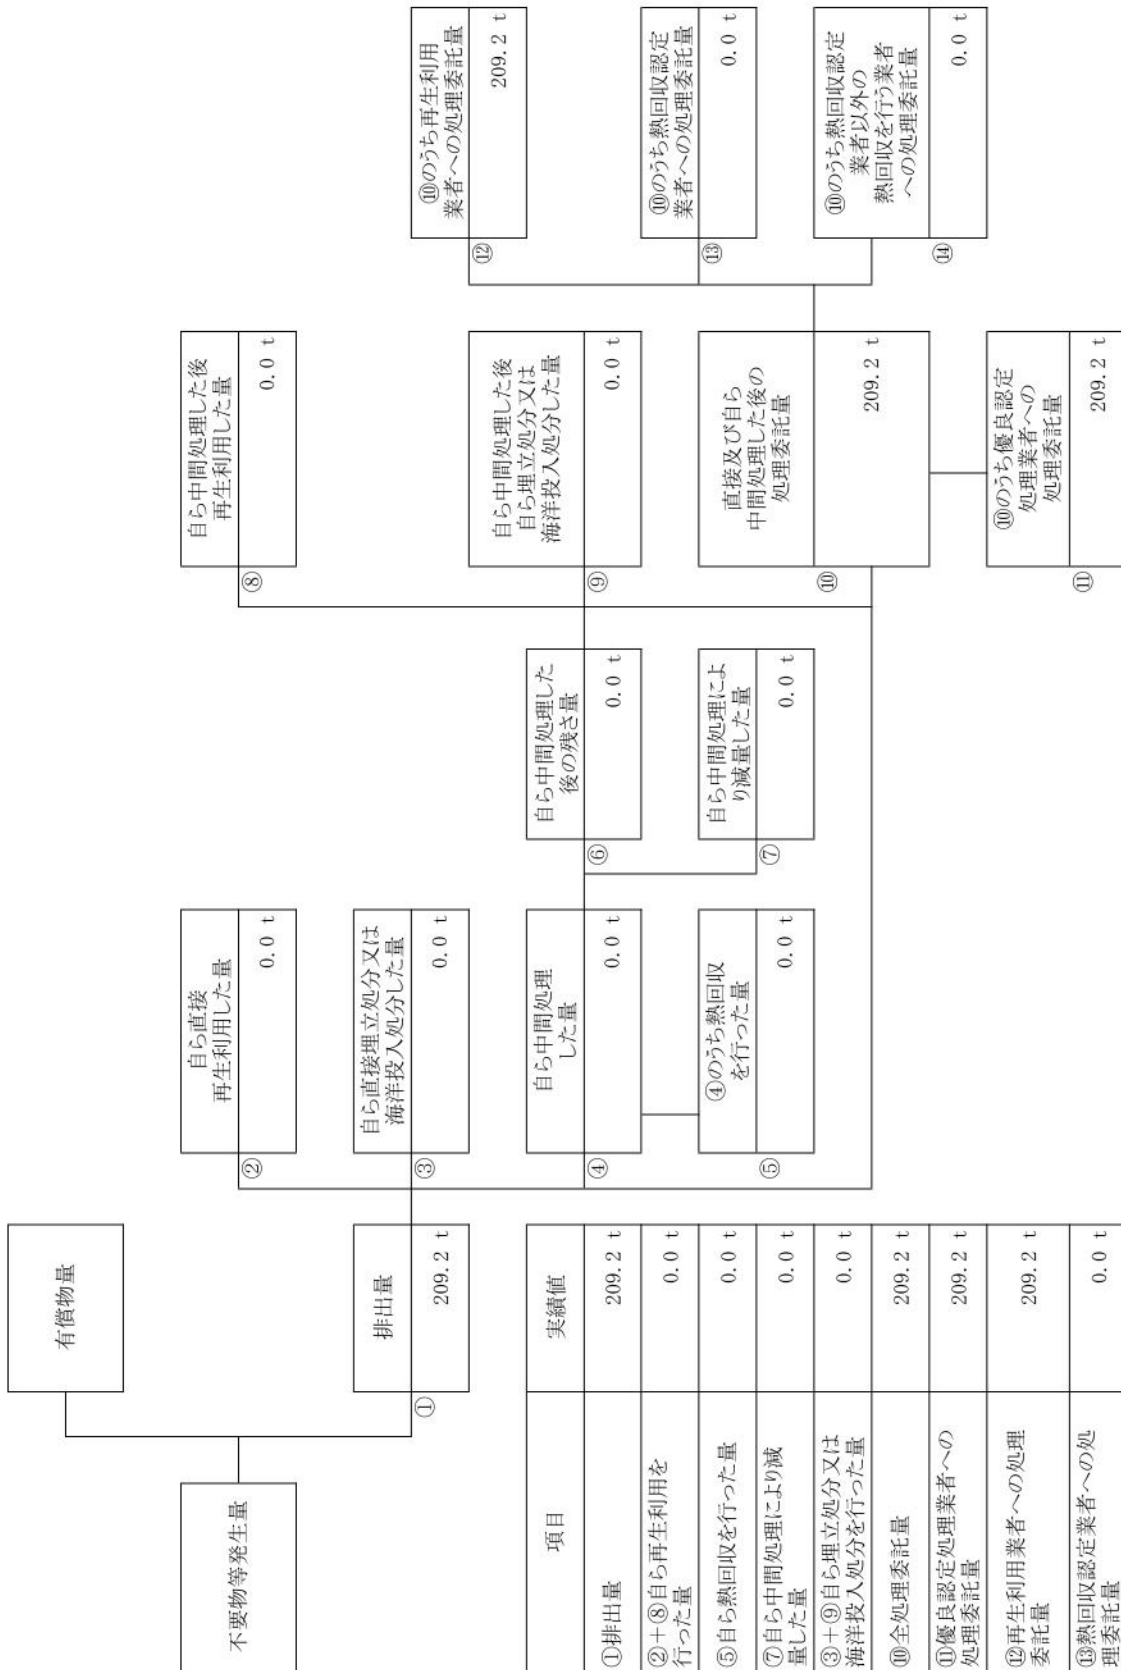 不要物等発生量
有償物量
排出量
①
209.2 t
自ら直接
再生利用した量
②
0.0 t
自ら直接埋立処分又は
海洋投入処分した量
③
0.0 t
自ら中間処理
した量
④
0.0 t
④のうち熱回収
を行った量
⑤
0.0 t
自ら中間処理した
後の残さ量
⑥
0.0 t
自ら中間処理によ
り減量した量
⑦
0.0 t
自ら中間処理した後
再生利用した量
⑧
0.0 t
自ら中間処理した後
自ら埋立処分又は
海洋投入処分した量
⑨
0.0 t
直接及び自ら
中間処理した後の
処理委託量
⑩
209.2 t
⑩のうち優良認定
処理業者への
処理委託量
⑪
209.2 t
⑩のうち再生利用
業者への処理委託量
⑫
209.2 t
⑩のうち熱回収認定
業者への処理委託量
⑬
0.0 t
⑩のうち熱回収認定
業者以外の
熱回収を行う業者
への処理委託量
⑭
0.0 t
項目 実績値
①排出量 209.2 t
②+⑧自ら再生利用を
行った量 0.0 t
⑤自ら熱回収を行った量 0.0 t
⑦自ら中間処理により減
量した量 0.0 t
③+⑨自ら埋立処分又は
海洋投入処分を行った量 0.0 t
⑩全処理委託量 209.2 t
⑪優良認定処理業者への
処理委託量 209.2 t
⑫再生利用業者への処理
委託量 209.2 t
⑬熱回収認定業者への処
理委託量 0.0 t